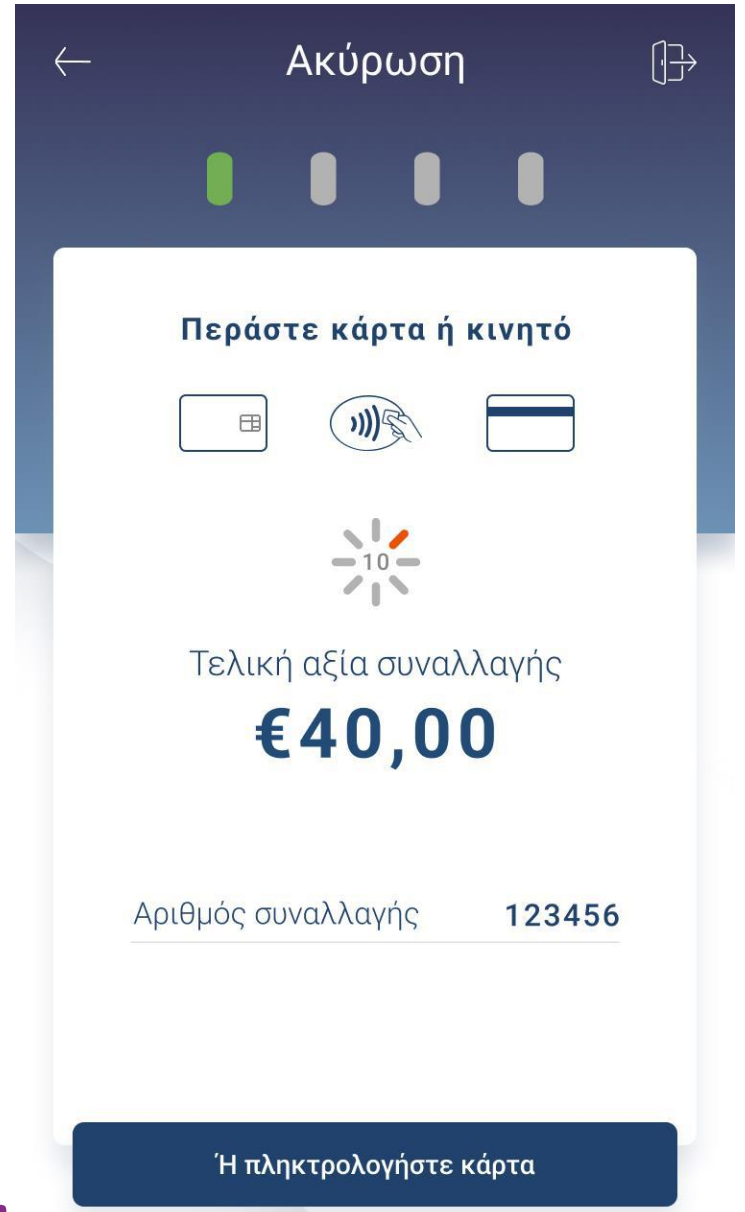 Ακύρωση
Περάστε κάρτα ή κινητό
10
Τελική αξία συναλλαγής
€40,00
Αριθμός συναλλαγής 123456
Ή πληκτρολογήστε κάρτα